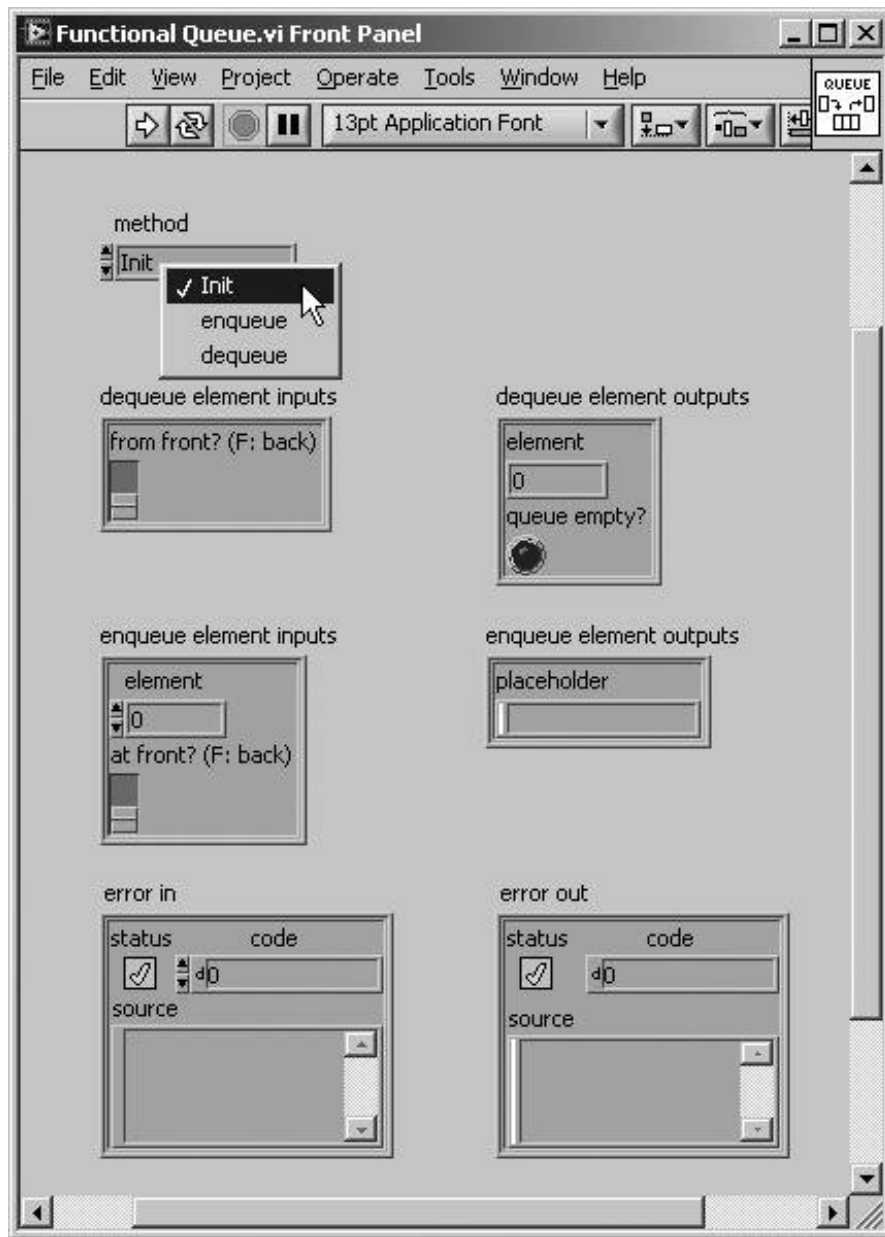 Functional Queue.vi Front Panel
File Edit View Project Operate Tools Window Help
QUEUE
13pt Application Font
method
Init
Init
enqueue
dequeue
dequeue element inputs
from front? (F: back)
dequeue element outputs
element
0
queue empty?
enqueue element inputs
element
0
at front? (F: back)
enqueue element outputs
placeholder
error in
status code
d0
source
error out
status code
d0
source